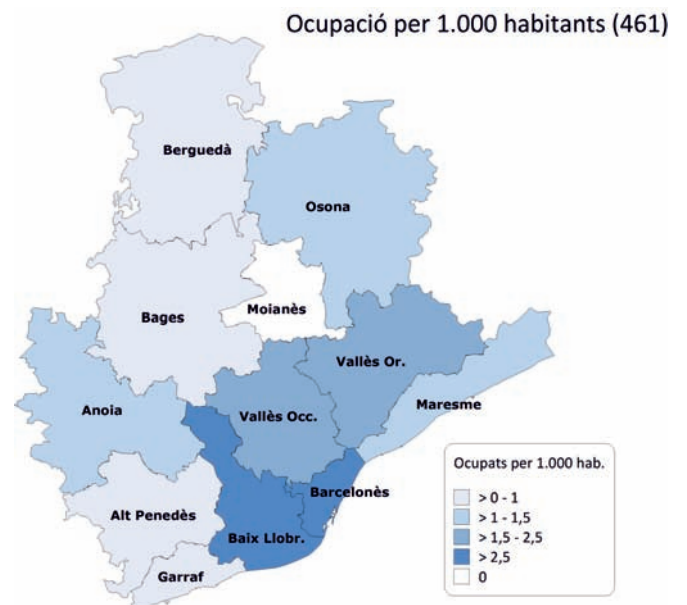 Ocupació per 1.000 habitants (461)
Berguedà
Osona
Bages
Moianès
Vallès Or.
Anoia
Vallès Occ.
Maresme
Alt Penedès
Barcelonès
Baix Llobr.
Garraf
Ocupats per 1.000 hab.
> 0 - 1
> 1 - 1,5
> 1,5 - 2,5
> 2,5
0